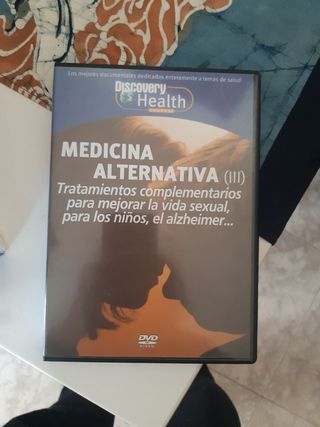 Los mejores documentales dedicados enteramente a temas de salud
Discovery
Health
MEDICINA
ALTERNATIVA (III)
Tratamientos complementarios
para mejorar la vida sexual,
para los niños, el alzheimer...
DVD
VIDEO